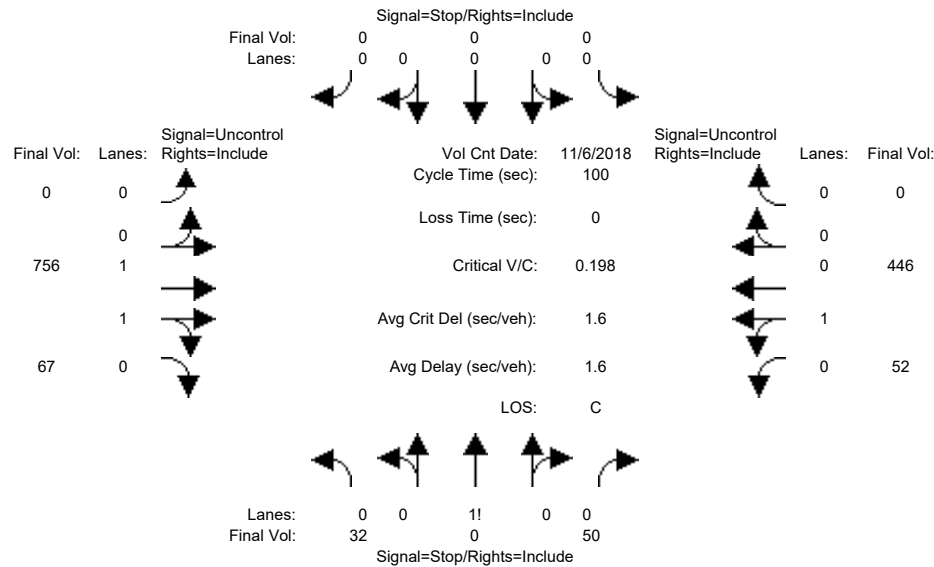 Signal=Stop/Rights=Include
Final Vol: 0 0 0
Lanes: 0 0 0 0 0
Signal=Uncontrol Signal=Uncontrol
Final Vol: Lanes: Rights=Include Vol Cnt Date: 11/6/2018 Rights=Include Lanes: Final Vol:
Cycle Time (sec): 100
0 0 0 0
Loss Time (sec): 0
0 0
756 1 Critical V/C: 0.198 0 446
1 Avg Crit Del (sec/veh): 1.6 1
67 0 Avg Delay (sec/veh): 1.6 0 52
LOS: C
Lanes: 0 0 1! 0 0
Final Vol: 32 0 50
Signal=Stop/Rights=Include